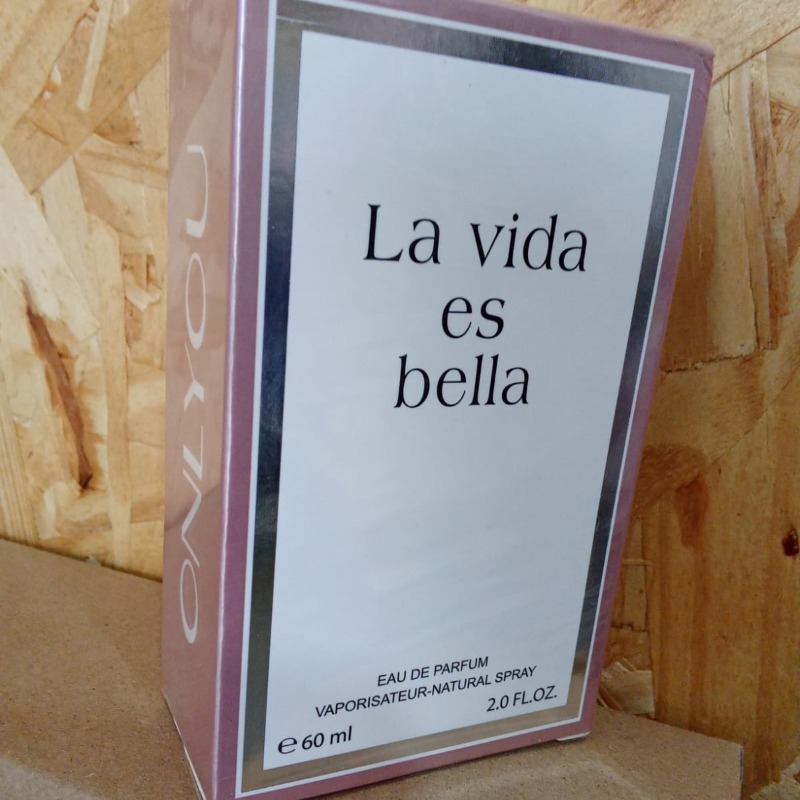 ONLYOU
La vida
es
bella
EAU DE PARFUM
VAPORISATEUR-NATURAL SPRAY
℮ 60 ml
2.0 FL.OZ.